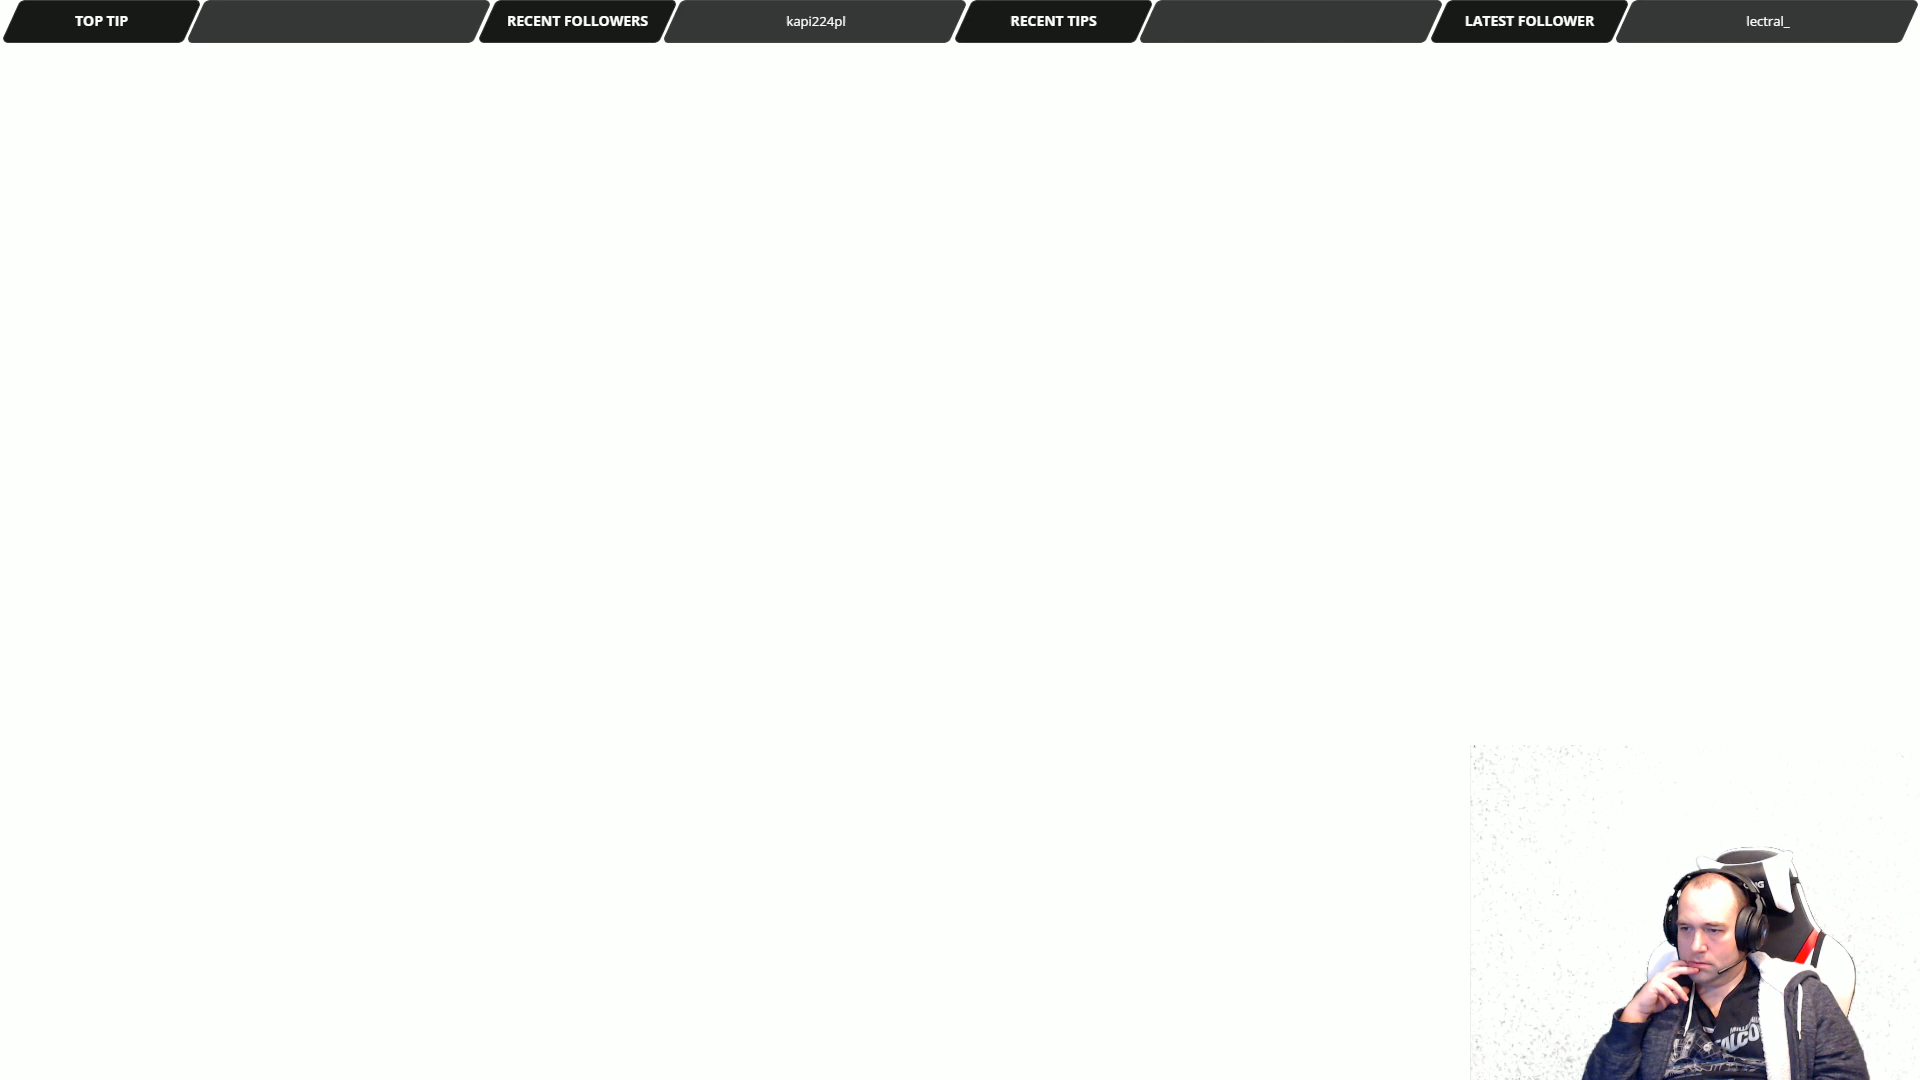 TOP TIP
RECENT FOLLOWERS
kapi224pl
RECENT TIPS
LATEST FOLLOWER
lectral_